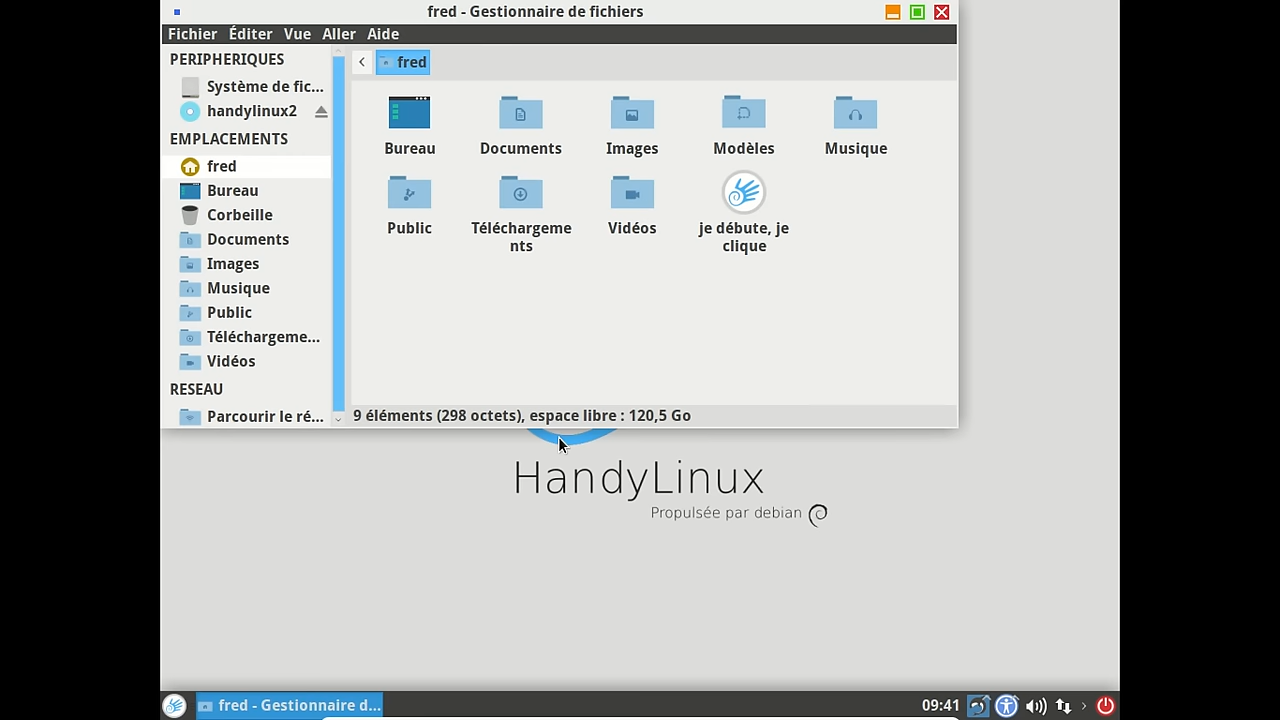 fred - Gestionnaire de fichiers
Fichier Éditer Vue Aller Aide
PERIPHERIQUES
Système de fic...
handylinux2
EMPLACEMENTS
fred
Bureau
Corbeille
Documents
Images
Musique
Public
Téléchargeme...
Vidéos
RESEAU
Parcourir le ré...
fred
Bureau Documents Images Modèles Musique
Public Téléchargeme
nts Vidéos je débute, je
clique
9 éléments (298 octets), espace libre : 120,5 Go
HandyLinux
Propulsée par debian
fred - Gestionnaire d... 09:41